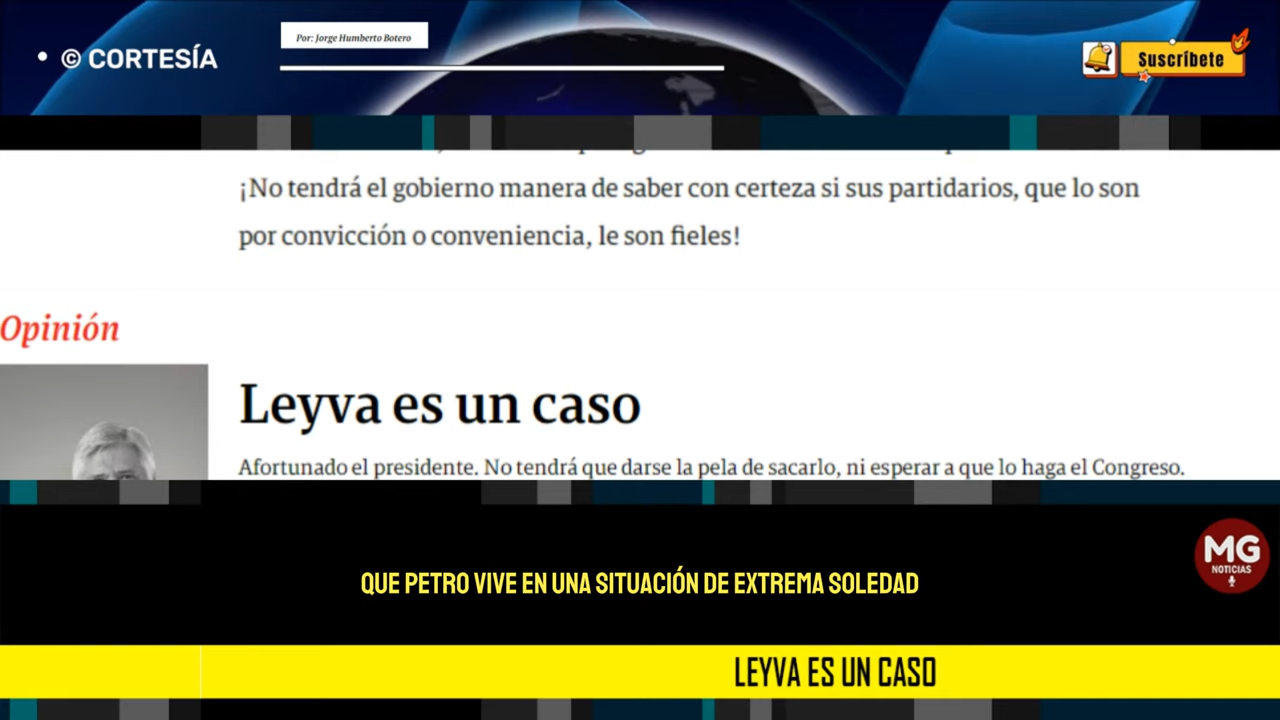 Por: Jorge Humberto Botero
• © CORTESÍA
Suscríbete
¡No tendrá el gobierno manera de saber con certeza si sus partidarios, que lo son
por convicción o conveniencia, le son fieles!
Opinión
Leyva es un caso
Afortunado el presidente. No tendrá que darse la pela de sacarlo, ni esperar a que lo haga el Congreso.
MG
NOTICIAS
QUE PETRO VIVE EN UNA SITUACIÓN DE EXTREMA SOLEDAD
LEYVA ES UN CASO